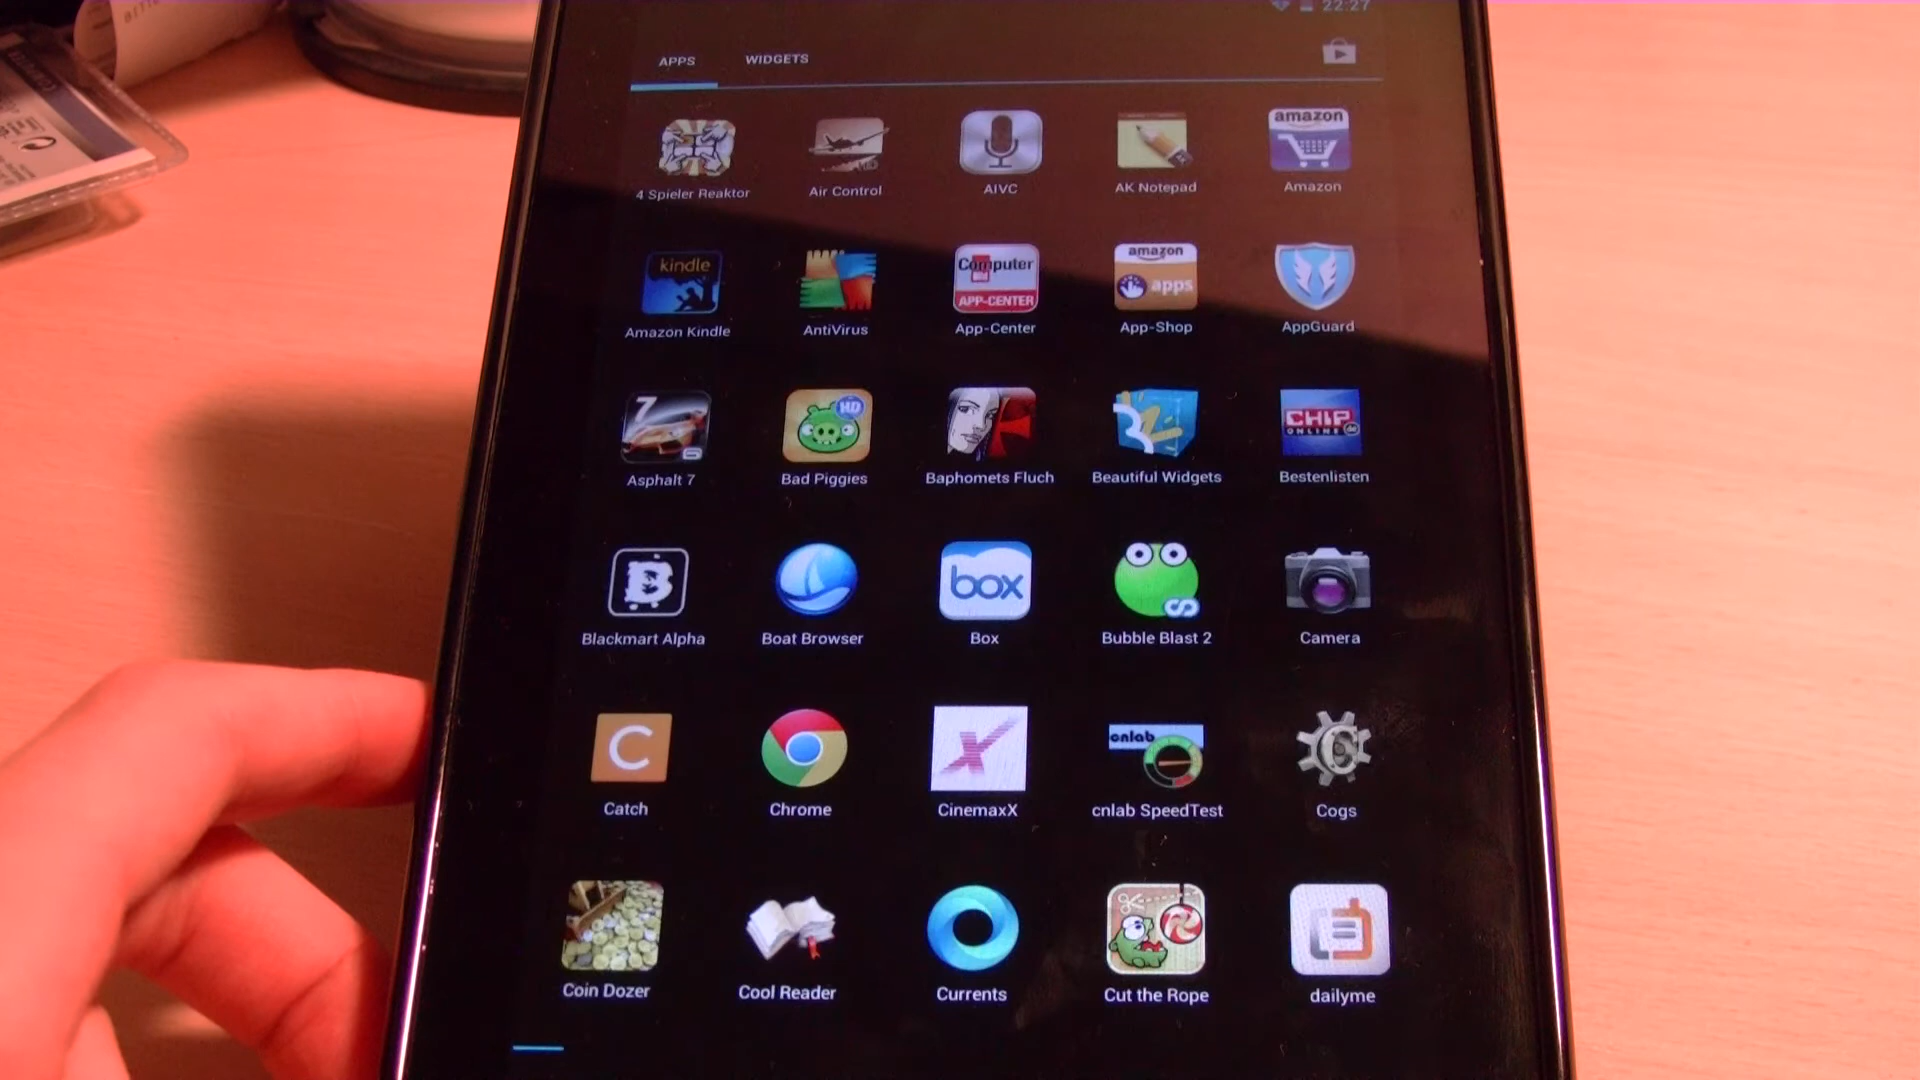 22:27
APPS WIDGETS
4 Spieler Reaktor
HD
Air Control
AIVC
AK Notepad
amazon
Amazon
kindle
Amazon Kindle
AntiVirus
Computer
APP-CENTER
App-Center
amazon
apps
App-Shop
AppGuard
7
Asphalt 7
HD
Bad Piggies
Baphomets Fluch
Beautiful Widgets
CHIP
ONLINE de
Bestenlisten
B
Blackmart Alpha
Boat Browser
box
Box
Bubble Blast 2
Camera
C
Catch
Chrome
X
CinemaxX
cnlab
cnlab SpeedTest
C
Cogs
Coin Dozer
Cool Reader
Currents
Cut the Rope
dailyme